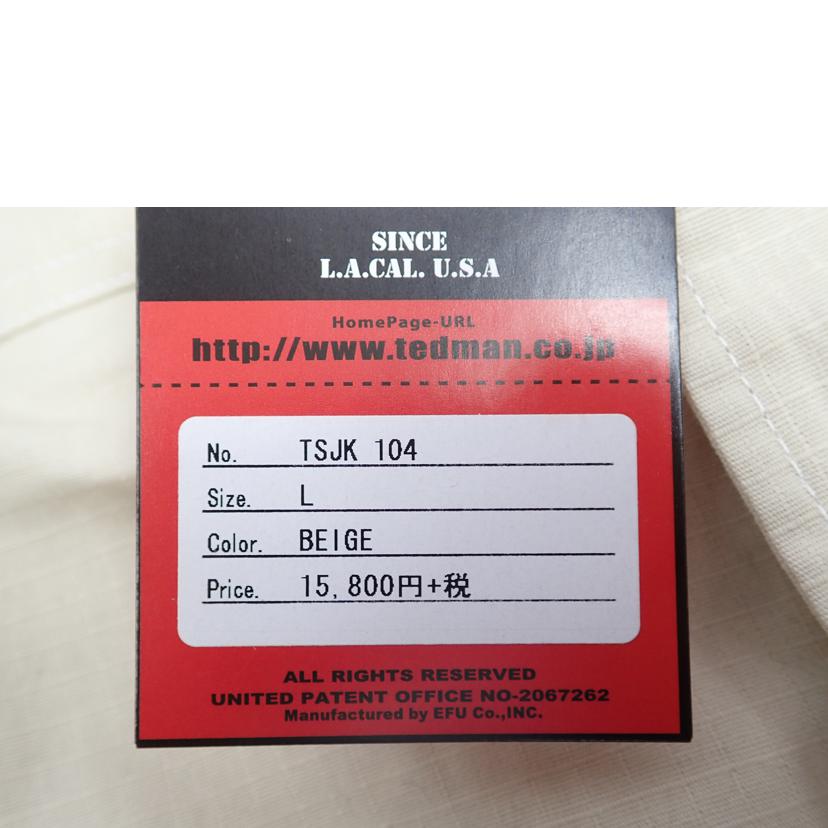 SINCE
L.A.CAL. U.S.A
HomePage-URL
http://www.tedman.co.jp
No. TSJK 104
Size. L
Color. BEIGE
Price. 15,800円+税
ALL RIGHTS RESERVED
UNITED PATENT OFFICE NO-2067262
Manufactured by EFU Co.,INC.